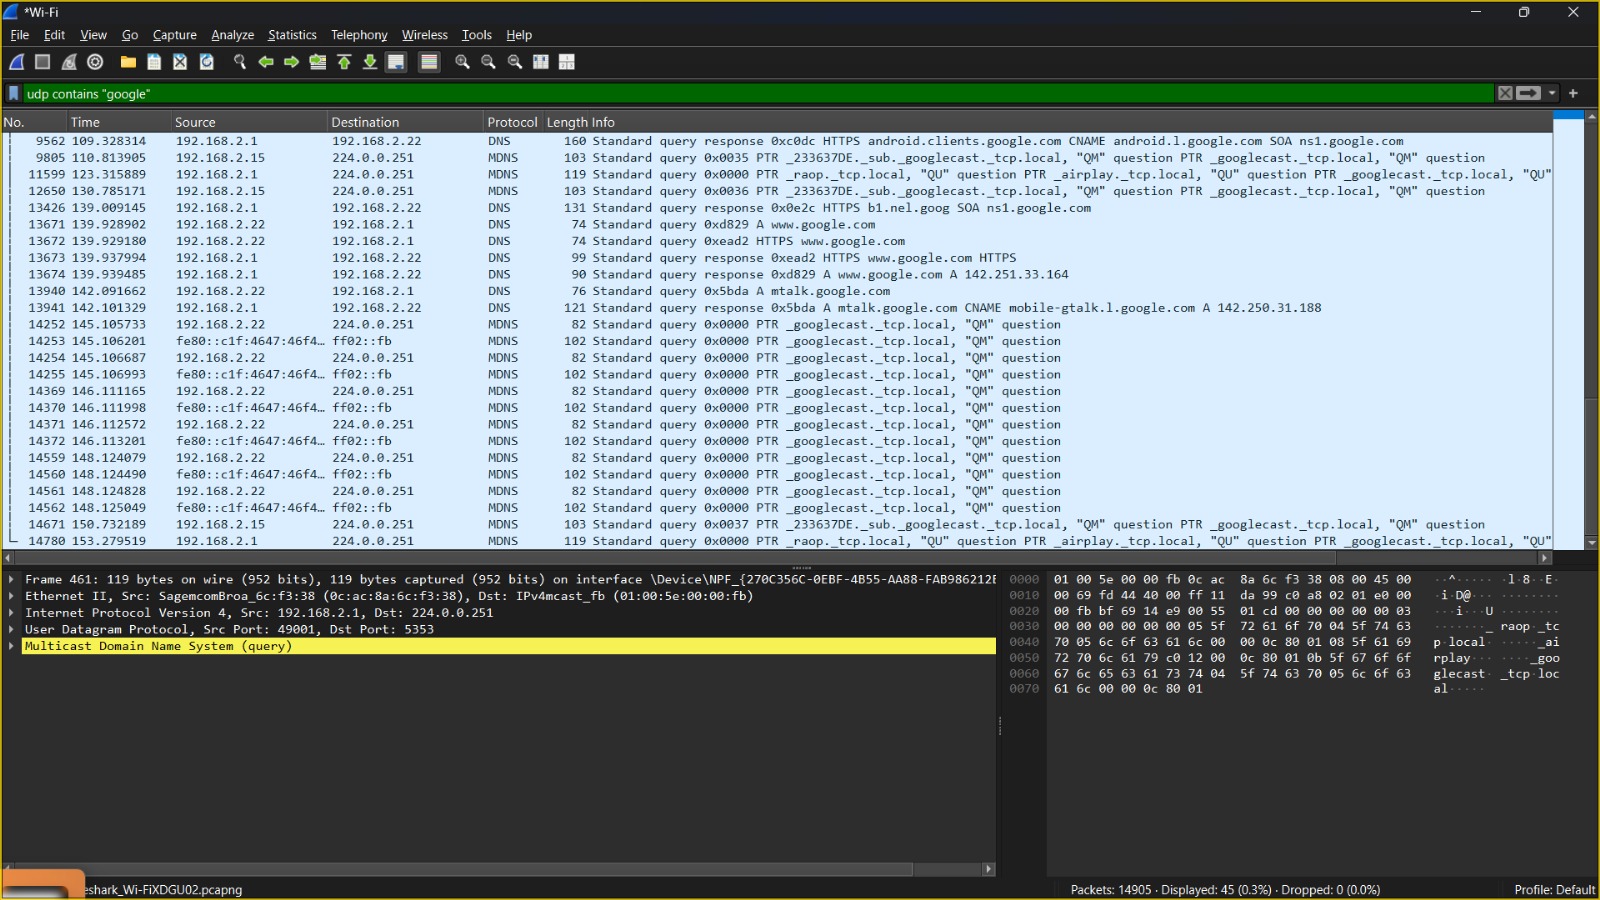 *Wi-Fi
File Edit View Go Capture Analyze Statistics Telephony Wireless Tools Help
udp contains "google"
No. Time Source Destination Protocol Length Info
9562 109.328314 192.168.2.1 192.168.2.22 DNS 160 Standard query response 0xc0dc HTTPS android.clients.google.com CNAME android.l.google.com SOA ns1.google.com
9805 110.813905 192.168.2.15 224.0.0.251 MDNS 103 Standard query 0x0035 PTR _233637DE._sub._googlecast._tcp.local, "QM" question PTR _googlecast._tcp.local, "QM" question
11599 123.315889 192.168.2.1 224.0.0.251 MDNS 119 Standard query 0x0000 PTR _raop._tcp.local, "QU" question PTR _airplay._tcp.local, "QU" question PTR _googlecast._tcp.local, "QU"
12650 130.785171 192.168.2.15 224.0.0.251 MDNS 103 Standard query 0x0036 PTR _233637DE._sub._googlecast._tcp.local, "QM" question PTR _googlecast._tcp.local, "QM" question
13426 139.009145 192.168.2.1 192.168.2.22 DNS 131 Standard query response 0x0e2c HTTPS b1.nel.goog SOA ns1.google.com
13671 139.928902 192.168.2.22 192.168.2.1 DNS 74 Standard query 0xd829 A www.google.com
13672 139.929180 192.168.2.22 192.168.2.1 DNS 74 Standard query 0xead2 HTTPS www.google.com
13673 139.937994 192.168.2.1 192.168.2.22 DNS 99 Standard query response 0xead2 HTTPS www.google.com HTTPS
13674 139.939485 192.168.2.1 192.168.2.22 DNS 90 Standard query response 0xd829 A www.google.com A 142.251.33.164
13940 142.091662 192.168.2.22 192.168.2.1 DNS 76 Standard query 0x5bda A mtalk.google.com
13941 142.101329 192.168.2.1 192.168.2.22 DNS 121 Standard query response 0x5bda A mtalk.google.com CNAME mobile-gtalk.l.google.com A 142.250.31.188
14252 145.105733 192.168.2.22 224.0.0.251 MDNS 82 Standard query 0x0000 PTR _googlecast._tcp.local, "QM" question
14253 145.106201 fe80::c1f:4647:46f4… ff02::fb MDNS 102 Standard query 0x0000 PTR _googlecast._tcp.local, "QM" question
14254 145.106687 192.168.2.22 224.0.0.251 MDNS 82 Standard query 0x0000 PTR _googlecast._tcp.local, "QM" question
14255 145.106993 fe80::c1f:4647:46f4… ff02::fb MDNS 102 Standard query 0x0000 PTR _googlecast._tcp.local, "QM" question
14369 146.111165 192.168.2.22 224.0.0.251 MDNS 82 Standard query 0x0000 PTR _googlecast._tcp.local, "QM" question
14370 146.111998 fe80::c1f:4647:46f4… ff02::fb MDNS 102 Standard query 0x0000 PTR _googlecast._tcp.local, "QM" question
14371 146.112572 192.168.2.22 224.0.0.251 MDNS 82 Standard query 0x0000 PTR _googlecast._tcp.local, "QM" question
14372 146.113201 fe80::c1f:4647:46f4… ff02::fb MDNS 102 Standard query 0x0000 PTR _googlecast._tcp.local, "QM" question
14559 148.124079 192.168.2.22 224.0.0.251 MDNS 82 Standard query 0x0000 PTR _googlecast._tcp.local, "QM" question
14560 148.124490 fe80::c1f:4647:46f4… ff02::fb MDNS 102 Standard query 0x0000 PTR _googlecast._tcp.local, "QM" question
14561 148.124828 192.168.2.22 224.0.0.251 MDNS 82 Standard query 0x0000 PTR _googlecast._tcp.local, "QM" question
14562 148.125049 fe80::c1f:4647:46f4… ff02::fb MDNS 102 Standard query 0x0000 PTR _googlecast._tcp.local, "QM" question
14671 150.732189 192.168.2.15 224.0.0.251 MDNS 103 Standard query 0x0037 PTR _233637DE._sub._googlecast._tcp.local, "QM" question PTR _googlecast._tcp.local, "QM" question
14780 153.279519 192.168.2.1 224.0.0.251 MDNS 119 Standard query 0x0000 PTR _raop._tcp.local, "QU" question PTR _airplay._tcp.local, "QU" question PTR _googlecast._tcp.local, "QU"
Frame 461: 119 bytes on wire (952 bits), 119 bytes captured (952 bits) on interface \Device\NPF_{270C356C-0EBF-4B55-AA88-FAB986212E
Ethernet II, Src: SagemcomBroa_6c:f3:38 (0c:ac:8a:6c:f3:38), Dst: IPv4mcast_fb (01:00:5e:00:00:fb)
Internet Protocol Version 4, Src: 192.168.2.1, Dst: 224.0.0.251
User Datagram Protocol, Src Port: 49001, Dst Port: 5353
Multicast Domain Name System (query)
0000 01 00 5e 00 00 fb 0c ac 8a 6c f3 38 08 00 45 00 ··^····· ·l·8··E·
0010 00 69 fd 44 40 00 ff 11 da 99 c0 a8 02 01 e0 00 ·i·D@··· ········
0020 00 fb bf 69 14 e9 00 55 01 cd 00 00 00 00 00 03 ···i···U ········
0030 00 00 00 00 00 00 05 5f 72 61 6f 70 04 5f 74 63 ·······_ raop·_tc
0040 70 05 6c 6f 63 61 6c 00 00 0c 80 01 08 5f 61 69 p·local· ·····_ai
0050 72 70 6c 61 79 c0 12 00 0c 80 01 0b 5f 67 6f 6f rplay··· ····_goo
0060 67 6c 65 63 61 73 74 04 5f 74 63 70 05 6c 6f 63 glecast· _tcp·loc
0070 61 6c 00 00 0c 80 01 al·····
eshark_Wi-FiXDGU02.pcapng
Packets: 14905 · Displayed: 45 (0.3%) · Dropped: 0 (0.0%)
Profile: Default